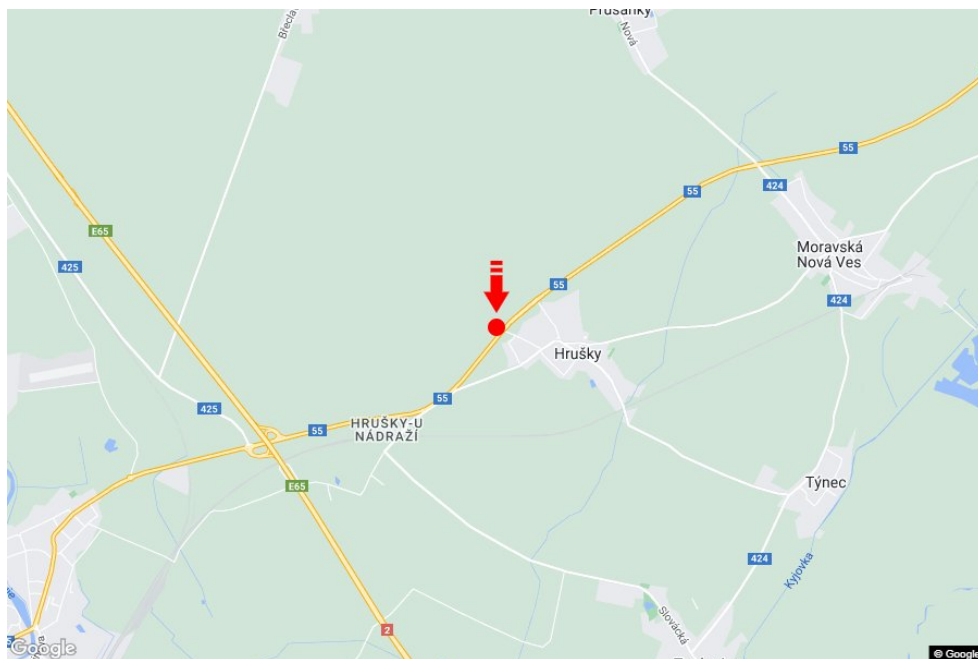 Prušánky
Břeclavs
Nová
55
55
424
E65
Moravská
Nová Ves
425
55
424
Hrušky
55
425
55
HRUŠKY-U
NÁDRAŽÍ
E65
Týnec
424
Kyjovka
Slovácká
2
Google
© Google